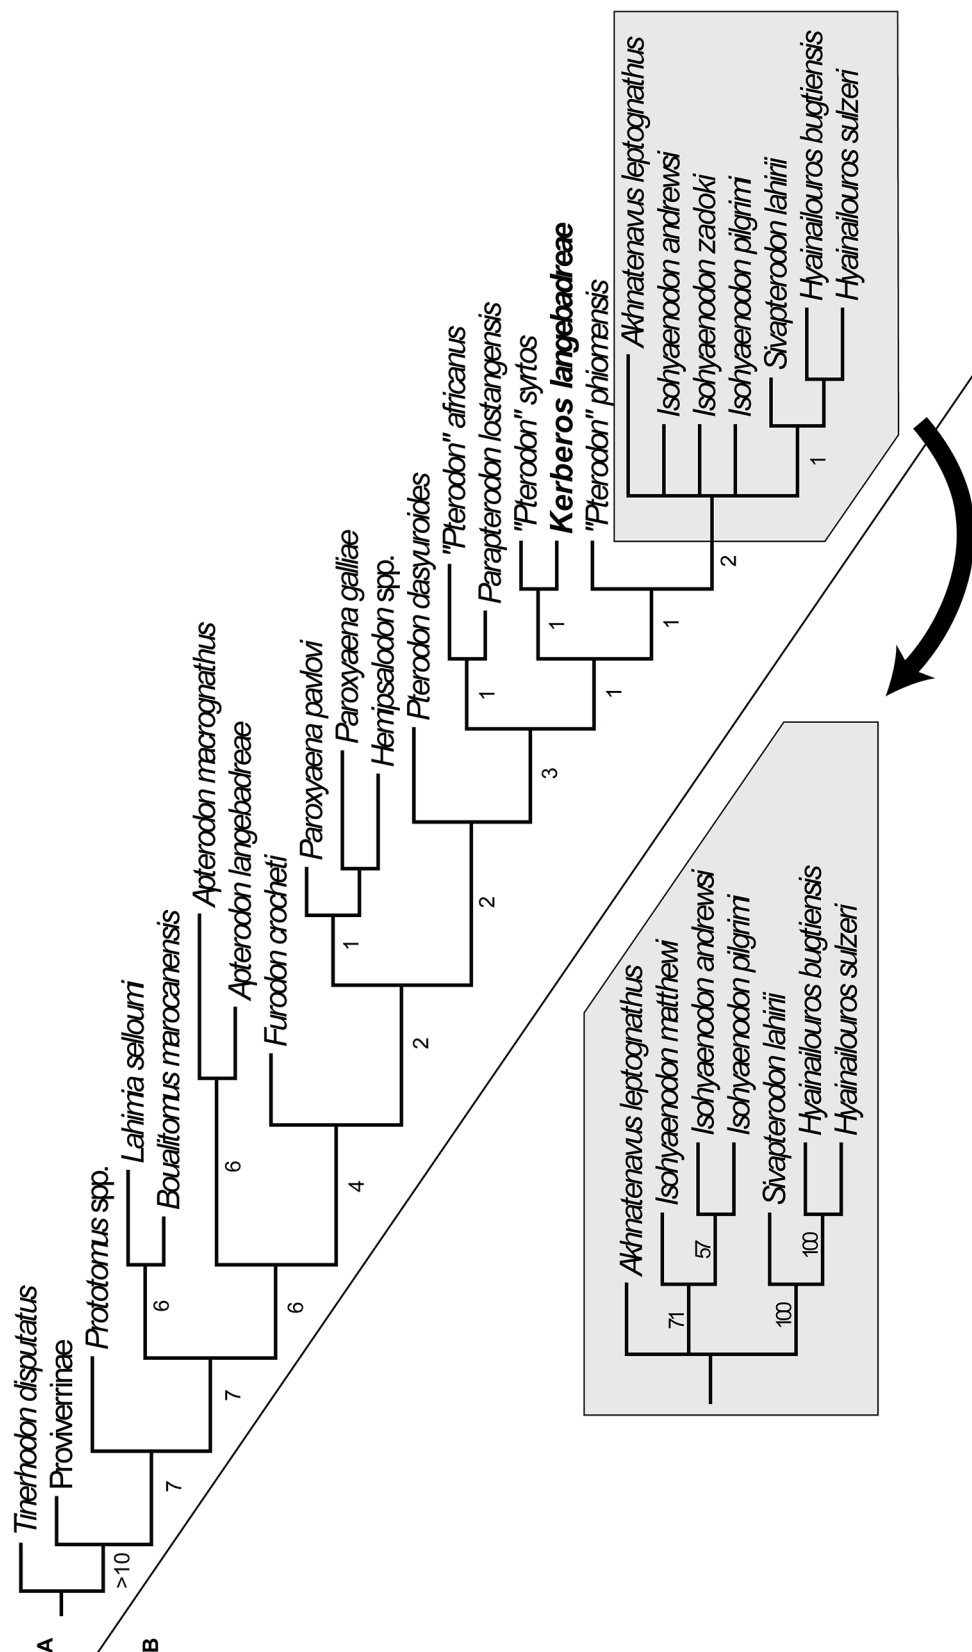 A
Tinerhodon disputatus
Proviverrinae
Prototomus spp.
Lahimia selloumi
Boualitomus marocanensis
Apterodon macrognathus
Apterodon langebadreae
Furodon crocheti
Paroxyaena pavlovi
Paroxyaena galliae
Hemipsalodon spp.
Pterodon dasyuroides
"Pterodon" africanus
Parapterodon lostangensis
"Pterodon" syrtos
Kerberos langebadreae
"Pterodon" phiomensis
Akhnatenavus leptognathus
Isohyaenodon andrewsi
Isohyaenodon zadoki
Isohyaenodon pilgrimi
Sivapterodon lahirii
Hyainailouros bugtiensis
Hyainailouros sulzeri
>10
7
7
6
6
6
4
2
1
2
3
1
1
1
1
2
1
B
Akhnatenavus leptognathus
Isohyaenodon matthewi
Isohyaenodon andrewsi
Isohyaenodon pilgrimi
Sivapterodon lahirii
Hyainailouros bugtiensis
Hyainailouros sulzeri
71
57
100
100